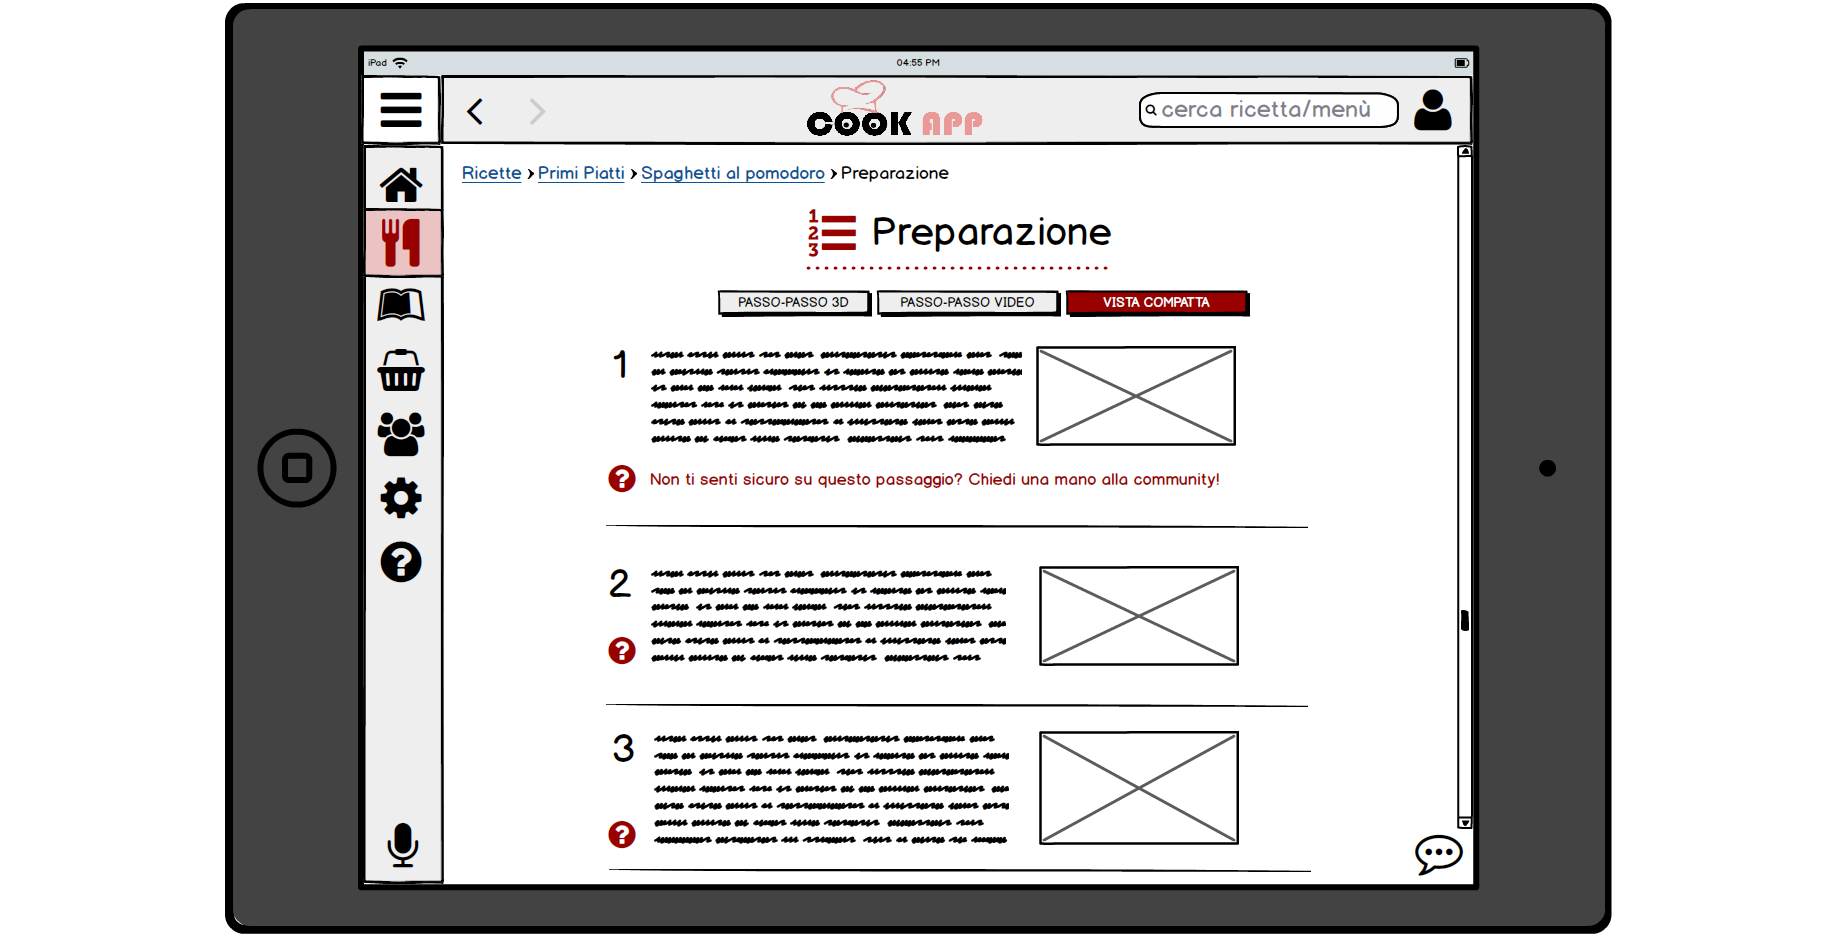 iPad
04:55 PM
COOK APP
cerca ricetta/menù
Ricette › Primi Piatti › Spaghetti al pomodoro › Preparazione
1
2
3
Preparazione
PASSO-PASSO 3D
PASSO-PASSO VIDEO
VISTA COMPATTA
1
? Non ti senti sicuro su questo passaggio? Chiedi una mano alla community!
2
?
3
?
?